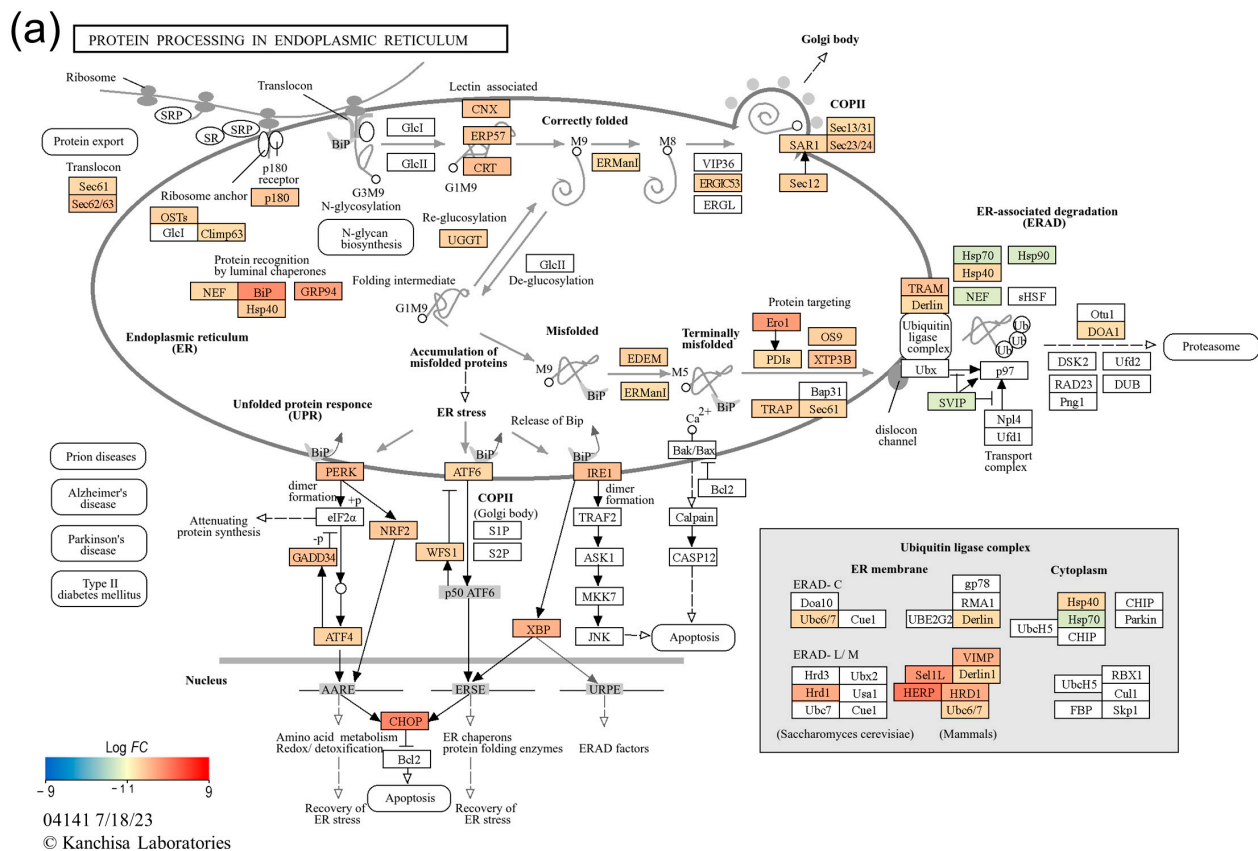 (a)
PROTEIN PROCESSING IN ENDOPLASMIC RETICULUM
Ribosome
SRP
SR
SRP
Translocon
BiP
Protein export
Translocon
Sec61
Sec62/63
Ribosome anchor
p180
receptor
p180
OSTs
GlcI
Climp63
GlcI
GlcII
G3M9
N-glycosylation
N-glycan
biosynthesis
Lectin associated
CNX
ERP57
CRT
G1M9
Correctly folded
M9
ERManI
M8
VIP36
ERGIC53
ERGL
Golgi body
COPII
Sec13/31
SAR1
Sec23/24
Sec12
Re-glucosylation
UGGT
GlcII
De-glucosylation
Folding intermediate
G1M9
Protein recognition
by luminal chaperones
NEF
BiP
GRP94
Hsp40
Endoplasmic reticulum
(ER)
Accumulation of
misfolded proteins
ER stress
Unfolded protein responce
(UPR)
Misfolded
M9
BiP
EDEM
ERManI
Terminally
misfolded
M5
BiP
Protein targeting
Ero1
PDIs
OS9
XTP3B
Bap31
TRAP
Sec61
ER-associated degradation
(ERAD)
Hsp70
Hsp90
Hsp40
NEF
sHSF
TRAM
Derlin
Ubiquitin
ligase
complex
Ubx
Ub
Ub
Ub
p97
SVIP
Npl4
Ufd1
Transport
complex
dislocon
channel
Otu1
DOA1
DSK2
Ufd2
RAD23
DUB
Png1
Proteasome
Release of Bip
BiP
BiP
BiP
PERK
ATF6
IRE1
dimer
formation
+p
eIF2α
Attenuating
protein synthesis
-p
GADD34
NRF2
ATF4
COPII
(Golgi body)
S1P
S2P
WFS1
p50 ATF6
dimer
formation
TRAF2
ASK1
MKK7
JNK
XBP
Ca2+
Bak/Bax
Bcl2
Calpain
CASP12
Apoptosis
Prion diseases
Alzheimer's
disease
Parkinson's
disease
Type II
diabetes mellitus
Nucleus
AARE
ERSE
URPE
CHOP
Bcl2
Apoptosis
Amino acid metabolism
Redox/ detoxification
ER chaperons
protein folding enzymes
ERAD factors
Recovery of
ER stress
Recovery of
ER stress
Ubiquitin ligase complex
ER membrane
Cytoplasm
ERAD- C
Doa10
Ubc6/7
Cue1
gp78
RMA1
UBE2G2
Derlin
Hsp40
Hsp70
UbcH5
CHIP
CHIP
Parkin
ERAD- L/ M
Hrd3
Ubx2
Hrd1
Usa1
Ubc7
Cue1
VIMP
Sel1L
Derlin1
HERP
HRD1
Ubc6/7
RBX1
UbcH5
Cul1
FBP
Skp1
(Saccharomyces cerevisiae)
(Mammals)
Log FC
-9
-11
9
04141 7/18/23
© Kanchisa Laboratories